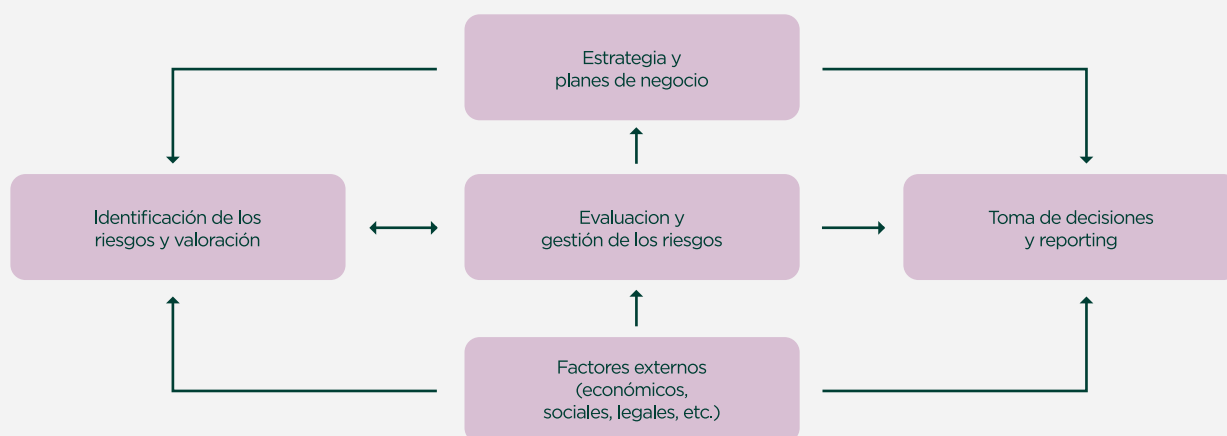 Estrategia y
planes de negocio
Identificación de los
riesgos y valoración
Evaluacion y
gestión de los riesgos
Toma de decisiones
y reporting
Factores externos
(económicos,
sociales, legales, etc.)